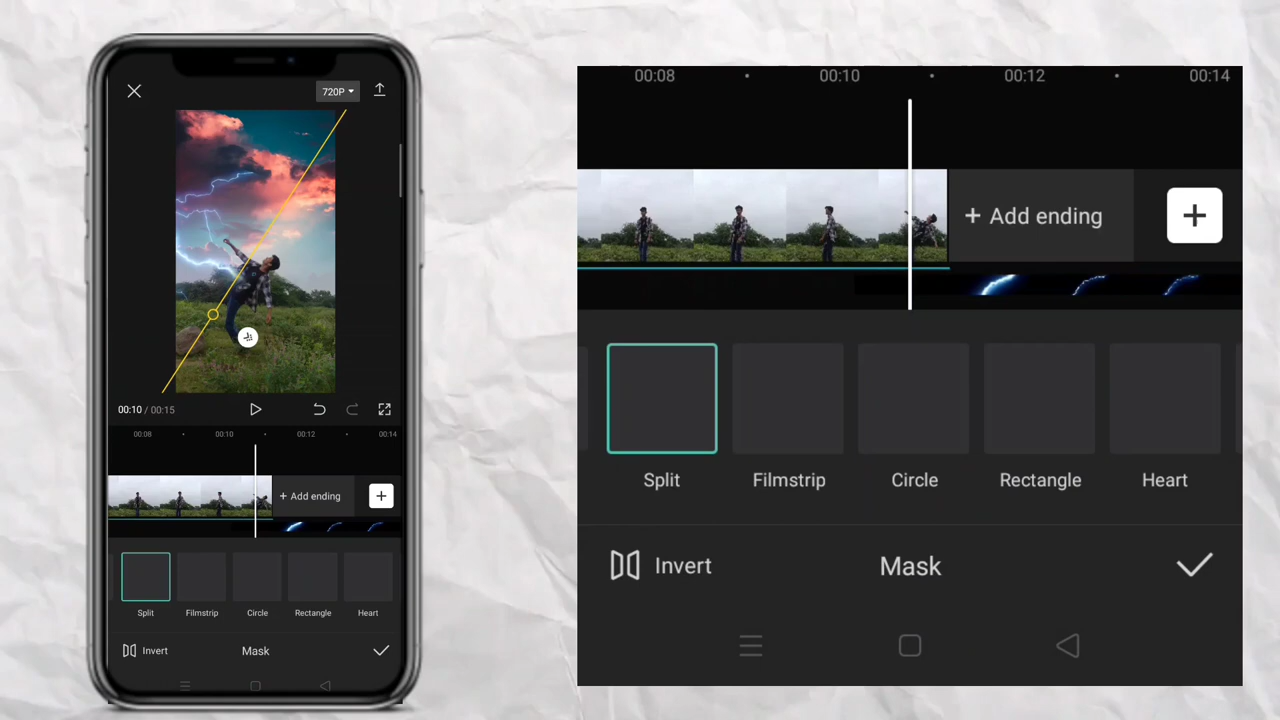 720P
00:10 / 00:15
00:08 00:10 00:12 00:14
+ Add ending
+
Split Filmstrip Circle Rectangle Heart
Invert Mask
00:08 00:10 00:12 00:14
+ Add ending
+
Split Filmstrip Circle Rectangle Heart
Invert Mask